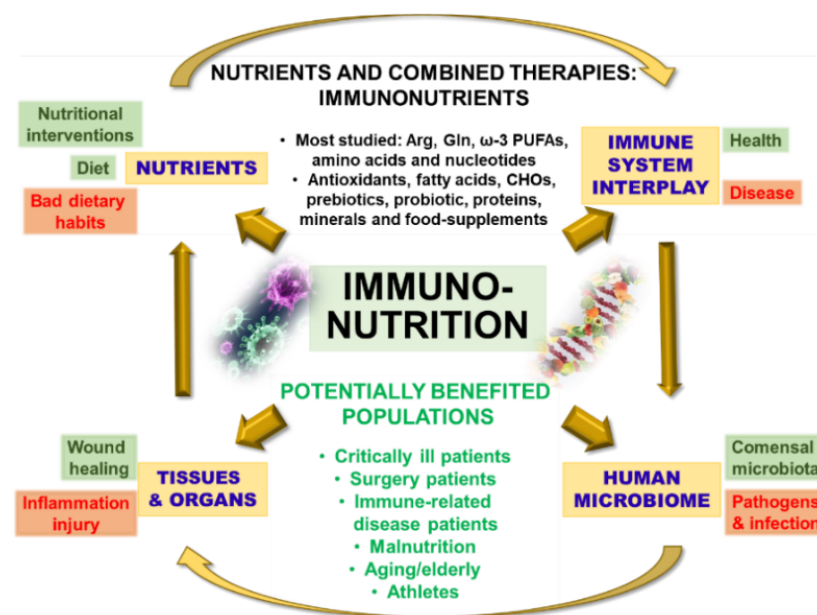 NUTRIENTS AND COMBINED THERAPIES:
IMMUNONUTRIENTS
Nutritional
interventions
Diet
Bad dietary
habits
NUTRIENTS
• Most studied: Arg, Gln, ω-3 PUFAs,
amino acids and nucleotides
• Antioxidants, fatty acids, CHOs,
prebiotics, probiotic, proteins,
minerals and food-supplements
IMMUNE
SYSTEM
INTERPLAY
Health
Disease
IMMUNO-
NUTRITION
POTENTIALLY BENEFITED
POPULATIONS
• Critically ill patients
• Surgery patients
• Immune-related
disease patients
• Malnutrition
• Aging/elderly
• Athletes
Wound
healing
Inflammation
injury
TISSUES
& ORGANS
HUMAN
MICROBIOME
Comensal
microbiota
Pathogens
& infection